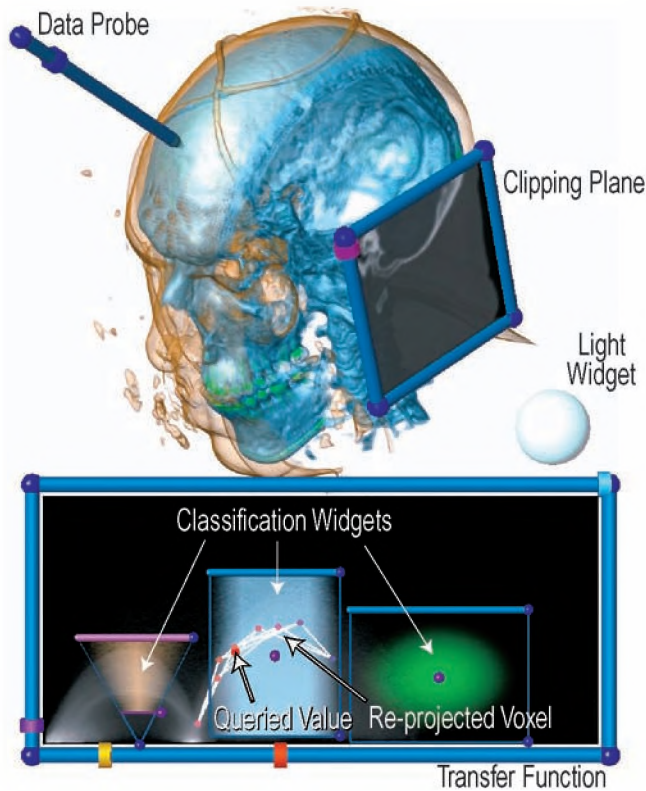 Data Probe
Clipping Plane
Light
Widget
Classification Widgets
Queried Value
Re-projected Voxel
Transfer Function